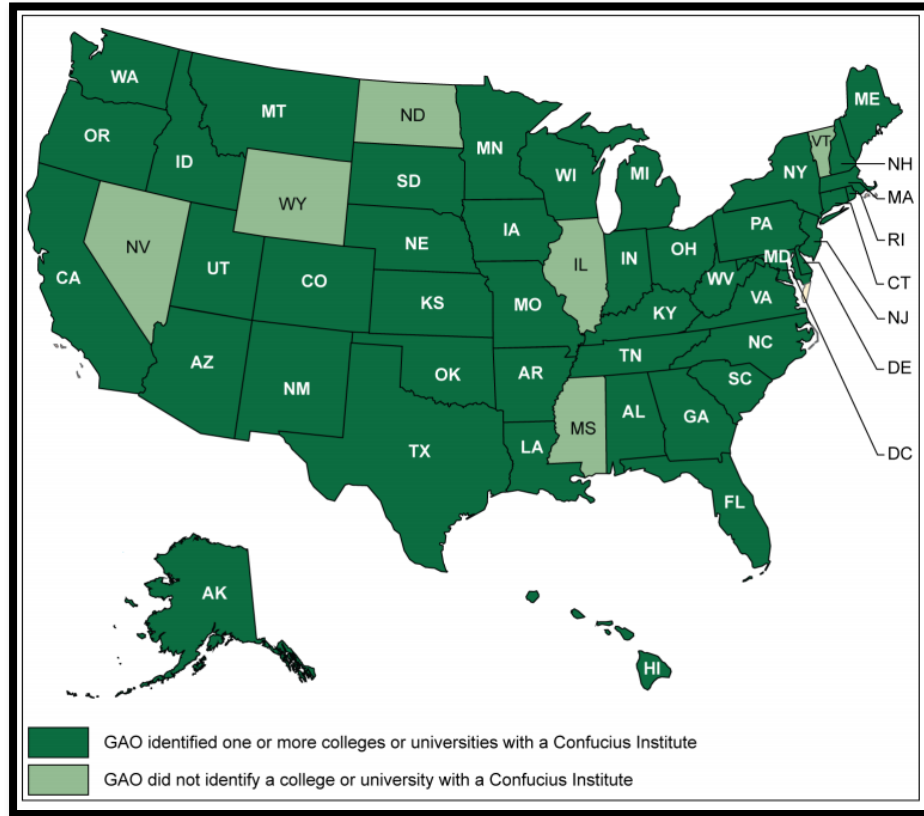 WA
MT
ND
MN
ME
OR
ID
SD
WI
MI
VT
NY
NH
MA
WY
IA
PA
RI
NV
NE
IL
IN
OH
MD
CT
CA
UT
CO
KS
MO
WV
VA
NJ
KY
AZ
NM
OK
AR
TN
NC
DE
SC
TX
LA
MS
AL
GA
DC
FL
AK
HI
GAO identified one or more colleges or universities with a Confucius Institute
GAO did not identify a college or university with a Confucius Institute